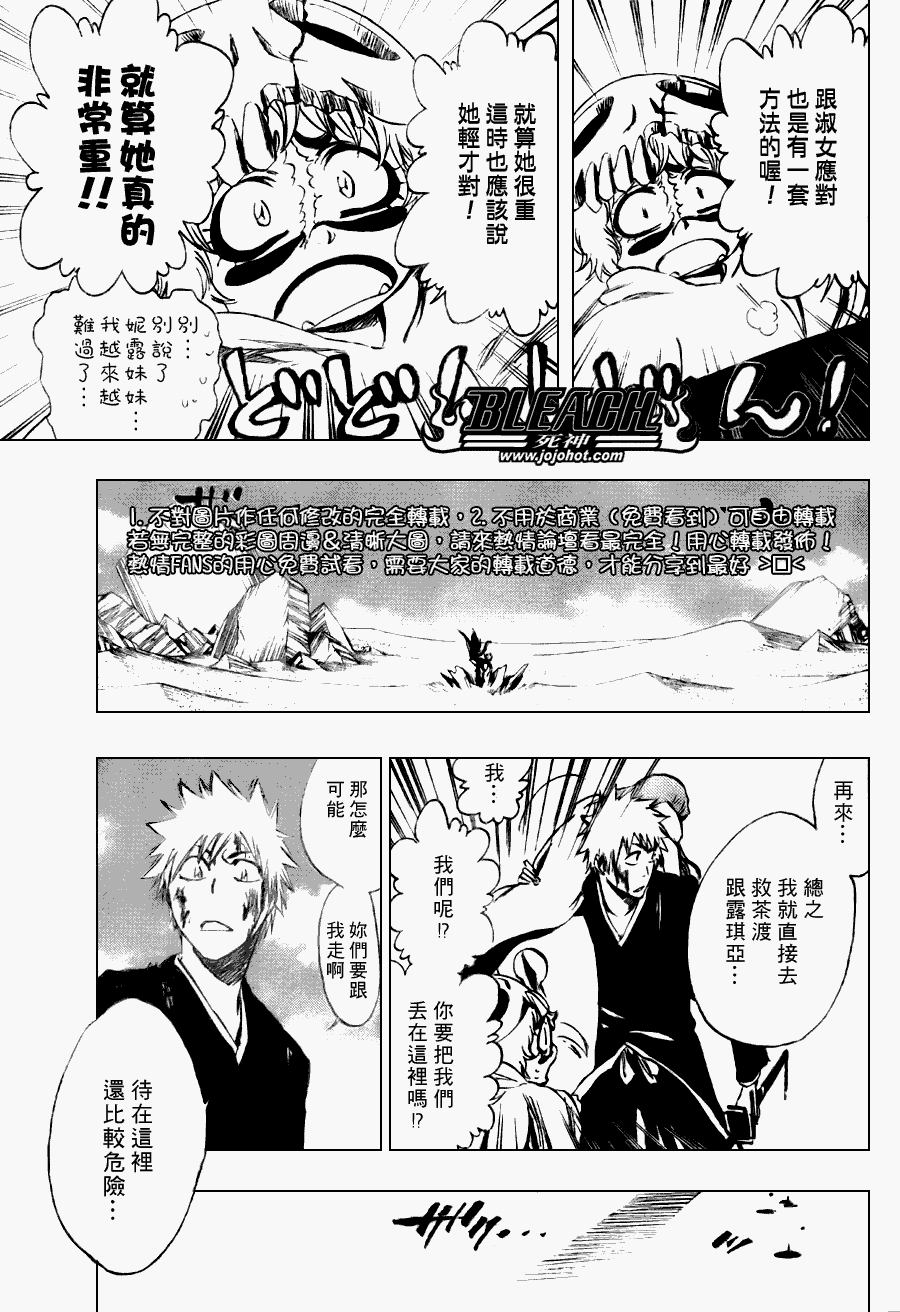 跟淑女應對
也是有一套
方法的喔！
就算她很重
這時也應該說
她輕才對！
就算她真的
非常重!!
別…
別說了
妮露妹妹…
我越來越
難過了…
どどーん！
BLEACH
死神
www.jojohot.com
1. 不對圖片作任何修改的完全轉載，2. 不用於商業（免費看到）可自由轉載
若無完整的彩圖周邊&清晰大圖，請來熱情論壇看最完全！用心轉載發佈！
熱情FANS的用心免費試看，需要大家的轉載道德，才能分享到最好 >□<
再來…
總之
我就直接去
救茶渡
跟露琪亞…
我…
我們呢!?
你要把我們
丟在這裡嗎!?
那怎麼
可能
妳們要跟
我走啊
待在這裡
還比較危險…